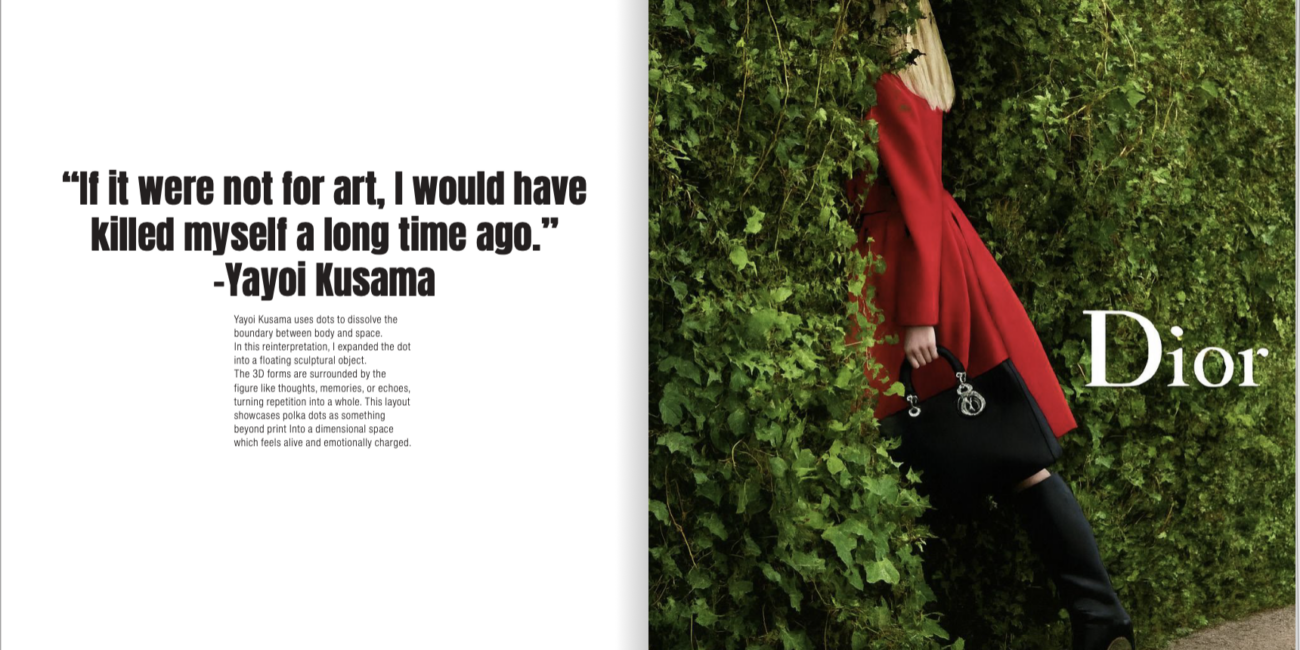 “If it were not for art, I would have
killed myself a long time ago.”
-Yayoi Kusama
Yayoi Kusama uses dots to dissolve the
boundary between body and space.
In this reinterpretation, I expanded the dot
into a floating sculptural object.
The 3D forms are surrounded by the
figure like thoughts, memories, or echoes,
turning repetition into a whole. This layout
showcases polka dots as something
beyond print Into a dimensional space
which feels alive and emotionally charged.
Dior